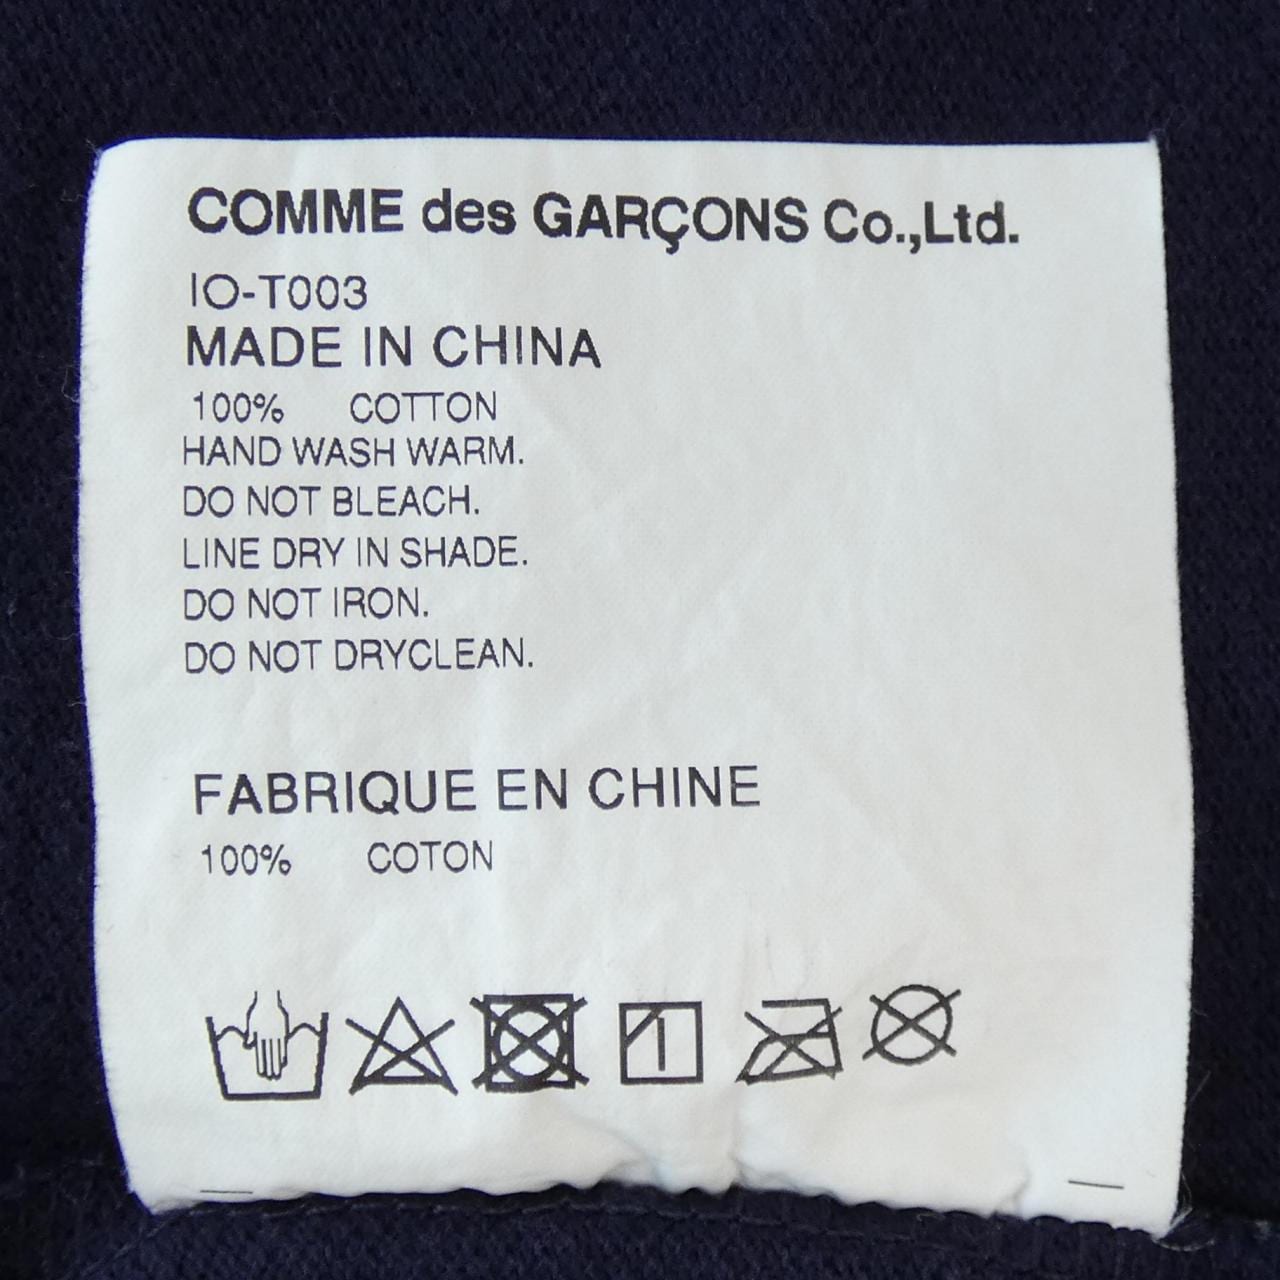 COMME des GARÇONS Co.,Ltd.
IO-T003
MADE IN CHINA
100% COTTON
HAND WASH WARM.
DO NOT BLEACH.
LINE DRY IN SHADE.
DO NOT IRON.
DO NOT DRYCLEAN.
FABRIQUE EN CHINE
100% COTON